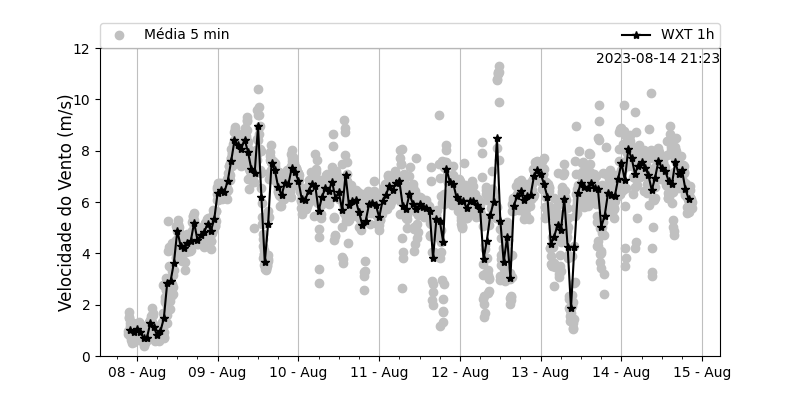 Média 5 min
WXT 1h
2023-08-14 21:23
Velocidade do Vento (m/s)
12
10
8
6
4
2
0
08 - Aug
09 - Aug
10 - Aug
11 - Aug
12 - Aug
13 - Aug
14 - Aug
15 - Aug